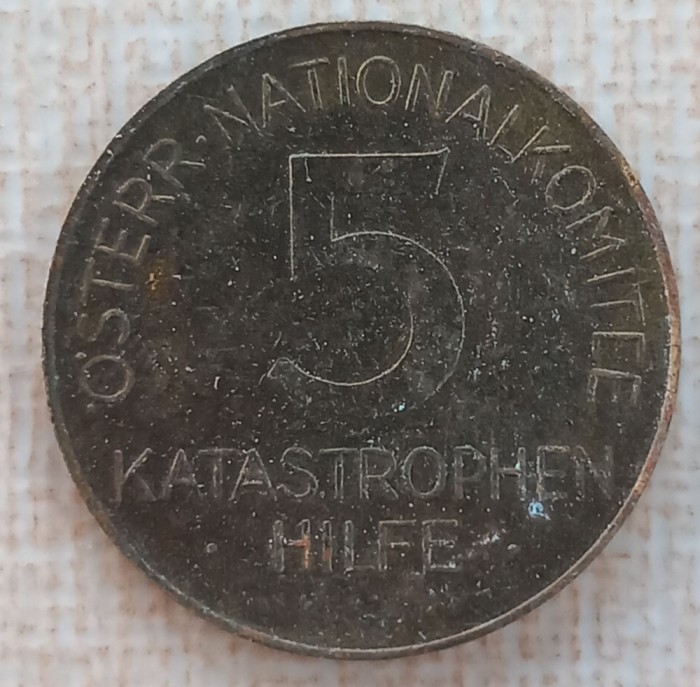 ÖSTERR·NATIONALKOMITEE
5
KATASTROPHEN
· HILFE ·